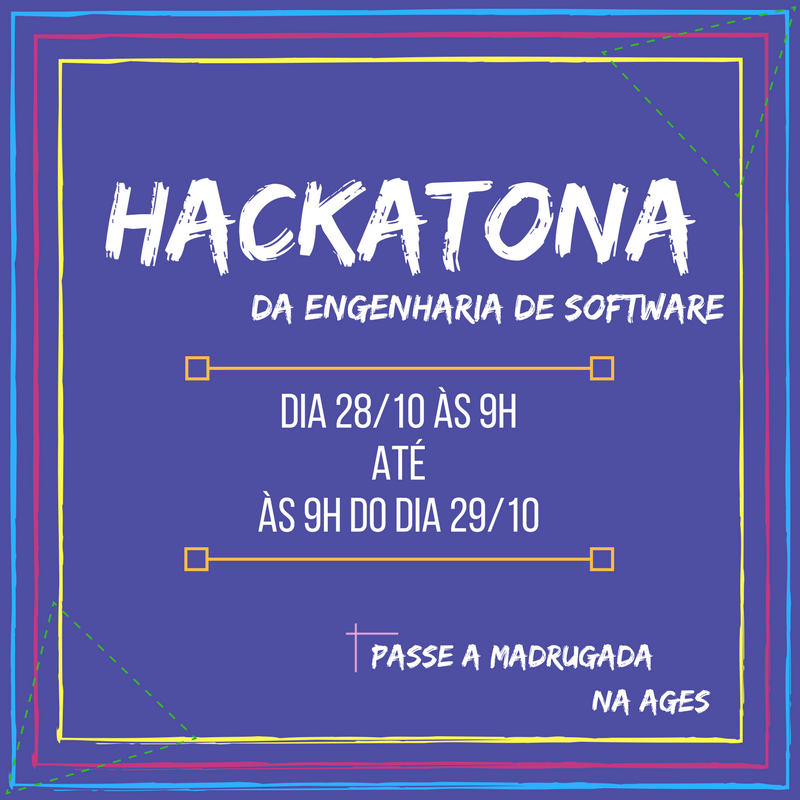 HACKATONA
DA ENGENHARIA DE SOFTWARE
DIA 28/10 ÀS 9H
ATÉ
ÀS 9H DO DIA 29/10
PASSE A MADRUGADA
NA AGES